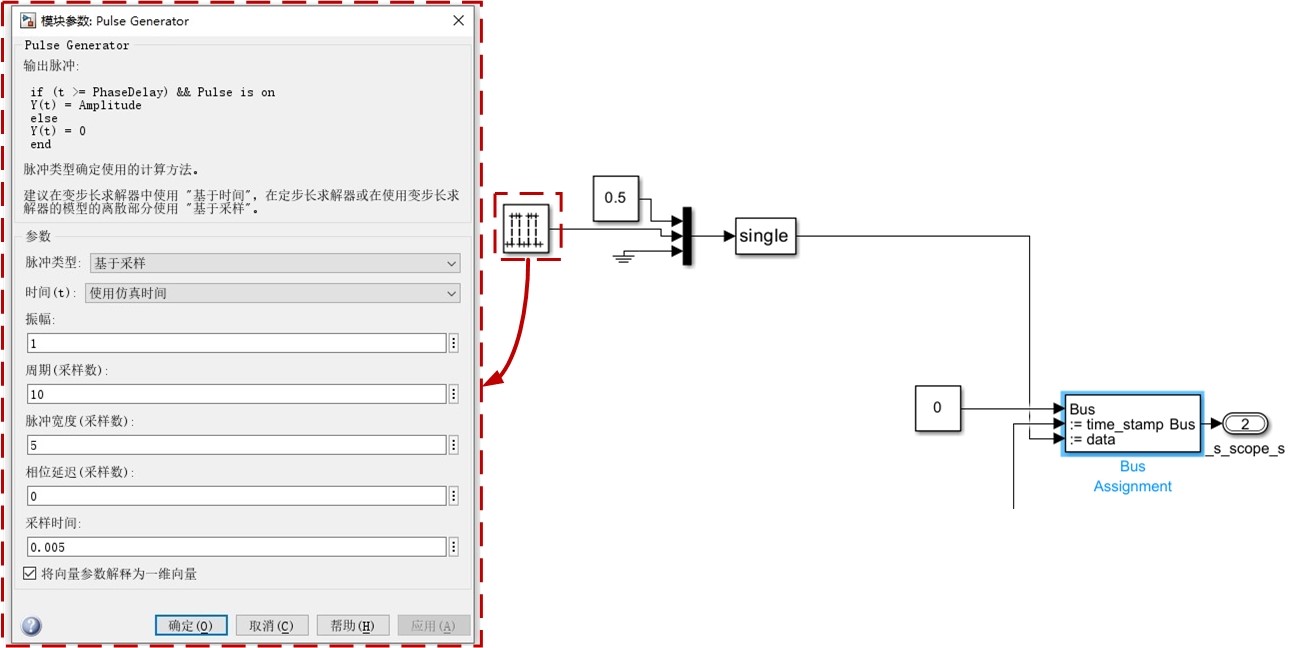 模块参数: Pulse Generator
Pulse Generator
输出脉冲:
if (t >= PhaseDelay) && Pulse is on
Y(t) = Amplitude
else
Y(t) = 0
end
脉冲类型确定使用的计算方法。
建议在变步长求解器中使用 "基于时间", 在定步长求解器或在使用变步长求
解器的模型的离散部分使用 "基于采样"。
参数
脉冲类型: 基于采样
时间(t): 使用仿真时间
振幅:
1
周期(采样数):
10
脉冲宽度(采样数):
5
相位延迟(采样数):
0
采样时间:
0.005
将向量参数解释为一维向量
确定(O) 取消(C) 帮助(H) 应用(A)
0.5
single
0
Bus
:= time_stamp Bus
:= data
2
_s_scope_s
Bus
Assignment